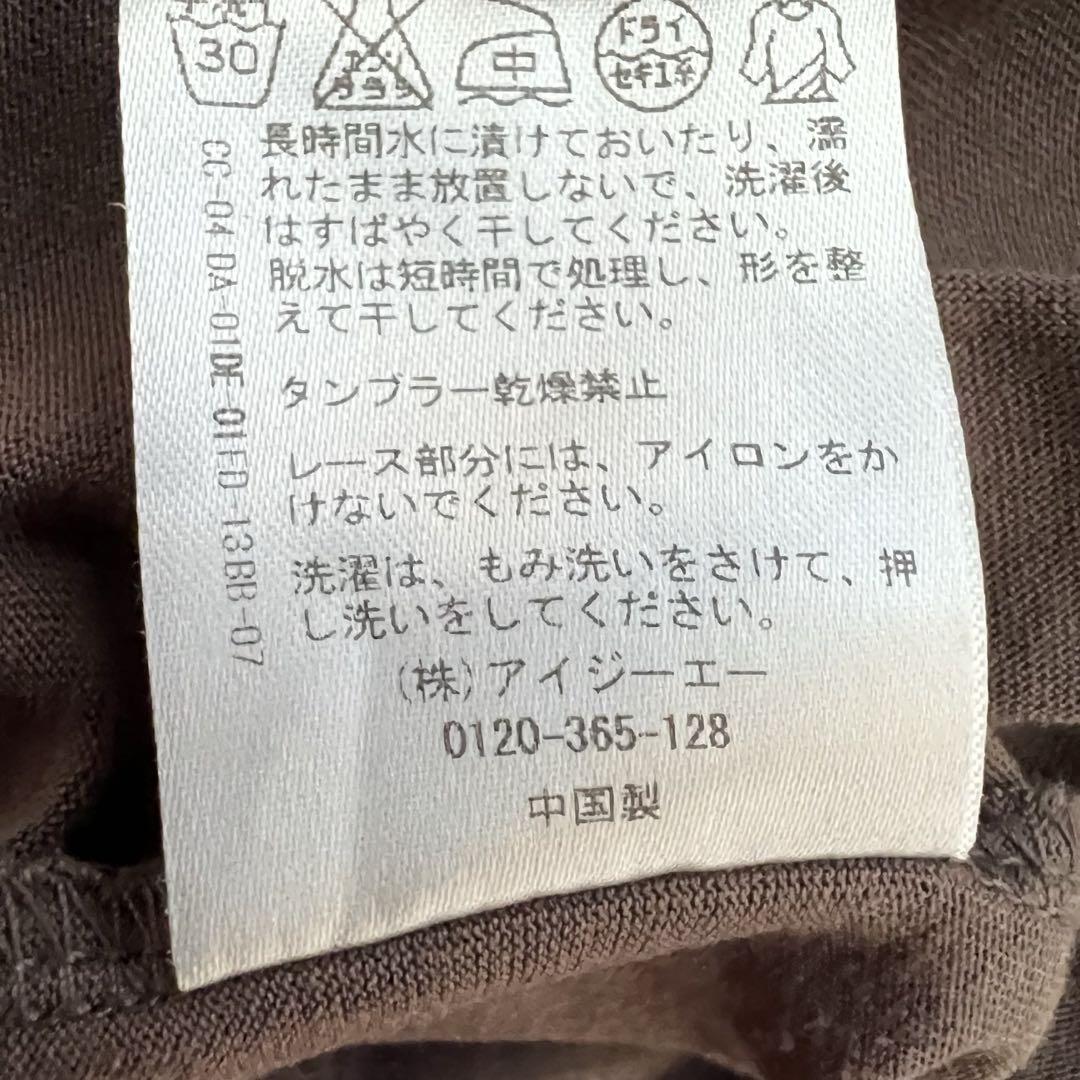 30
中
ドライ
セキユ系
長時間水に漬けておいたり、濡
れたまま放置しないで、洗濯後
はすばやく干してください。
脱水は短時間で処理し、形を整
えて干してください。
タンブラー乾燥禁止
レース部分には、アイロンをか
けないでください。
洗濯は、もみ洗いをさけて、押
し洗いをしてください。
(株)アイジーエー
0120-365-128
中国製
CC-04 DA-01DE-01ED-13BB-07